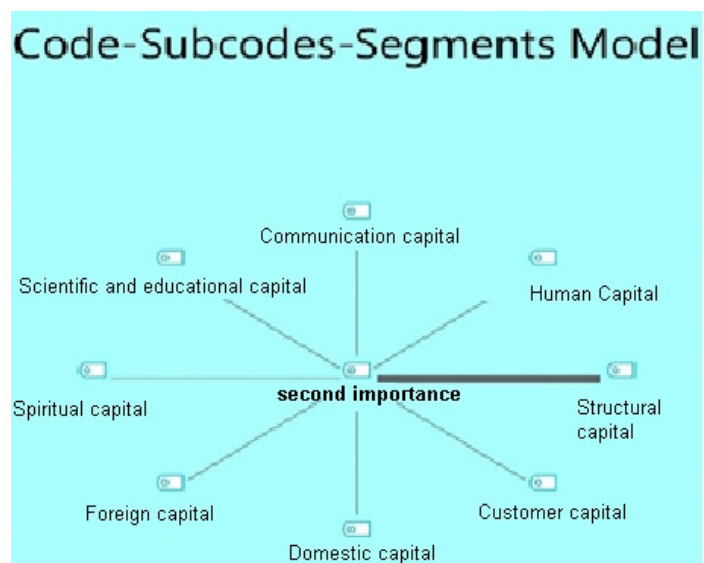 Code-Subcodes-Segments Model
Communication capital
Scientific and educational capital
Human Capital
second importance
Spiritual capital
Structural
capital
Foreign capital
Customer capital
Domestic capital